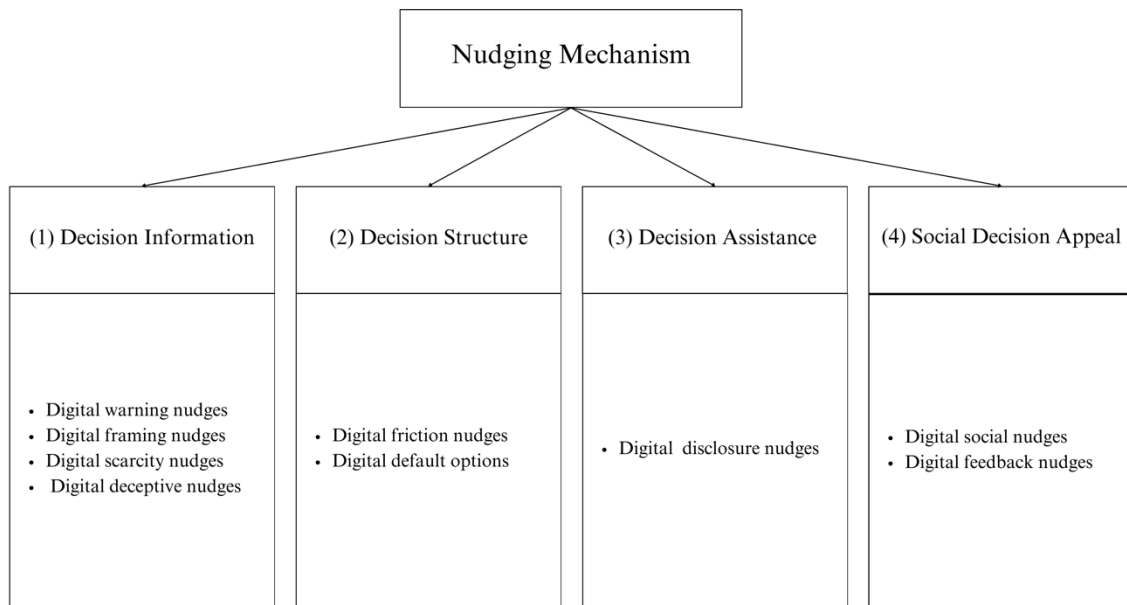 Nudging Mechanism
(1) Decision Information
(2) Decision Structure
(3) Decision Assistance
(4) Social Decision Appeal
• Digital warning nudges
• Digital framing nudges
• Digital scarcity nudges
• Digital deceptive nudges
• Digital friction nudges
• Digital default options
• Digital disclosure nudges
• Digital social nudges
• Digital feedback nudges